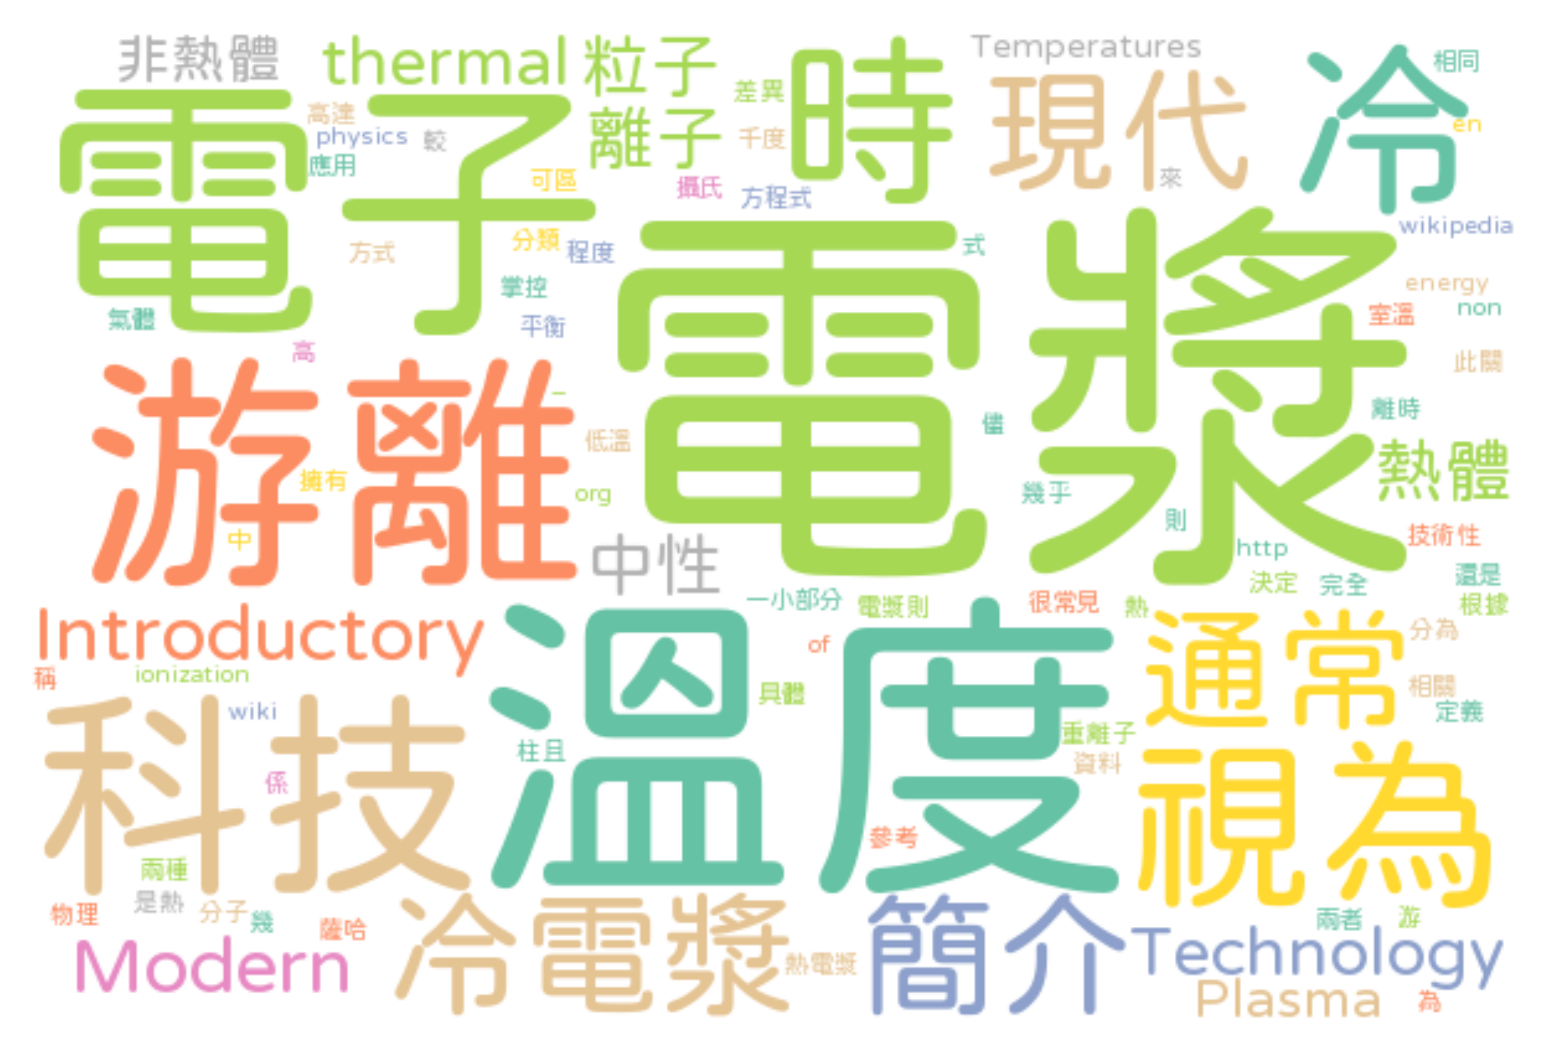 非熱體 thermal 粒子 時 Temperatures 冷 相同
電子 高達 離子 差異 現代 en
physics 較 千度
應用 可區 攝氏 方程式 來
方式 分類 程度 電漿 式 wikipedia
掌控 energy
氣體 平衡 室溫 non
高 此關
游離 一 儘 離時
擁有 低溫 幾乎 熱體
org 則 技術性
中 中性 http
決定 完全 還是
Introductory 一小部分 電漿則 很常見 熱 通常 根據
稱 ionization 溫度 of 分為
科技 wiki 具體 相關
柱且 重離子 定義
係 資料 視為
參考
兩種
物理 是熱 分子 幾 薩哈 兩者 游
Modern 冷電漿 熱電漿 簡介 Technology
Plasma 為